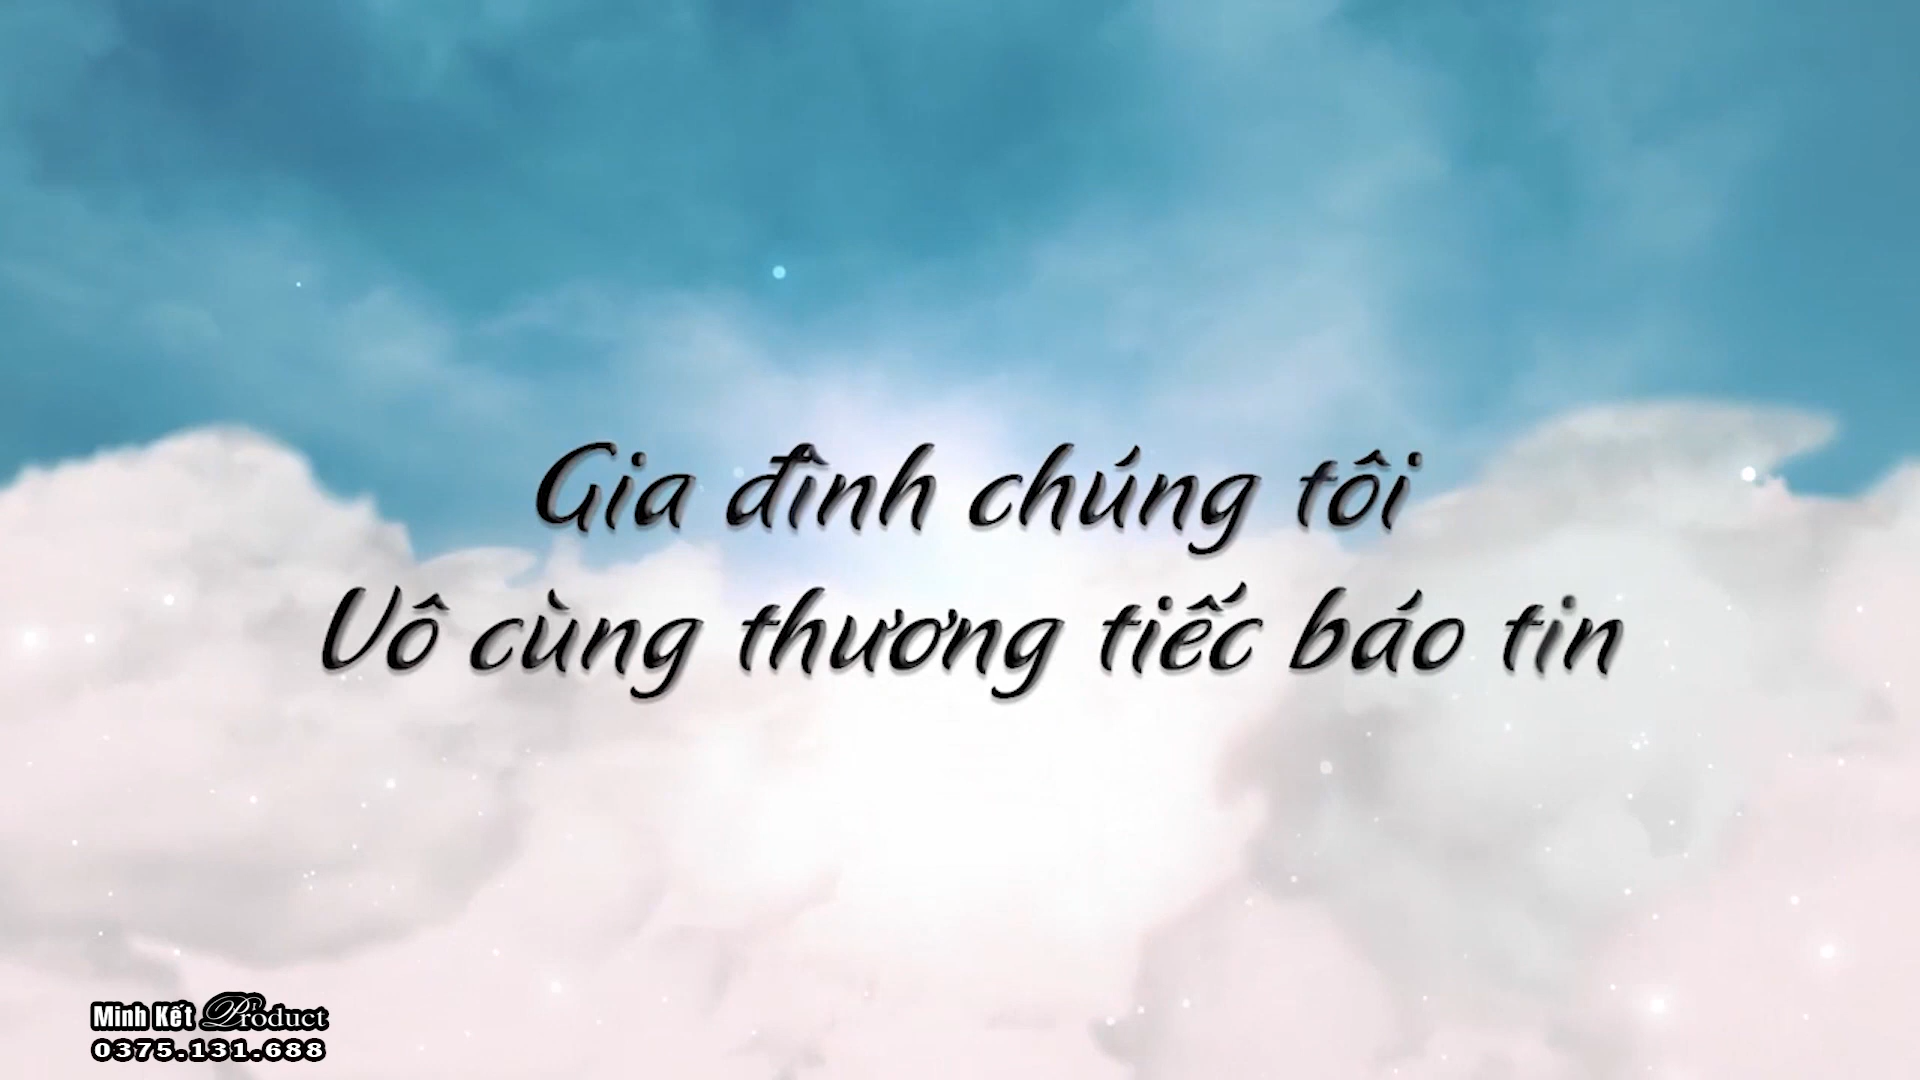 Gia đình chúng tôi
Vô cùng thương tiếc báo tin
Minh Kết Product
0375.131.688